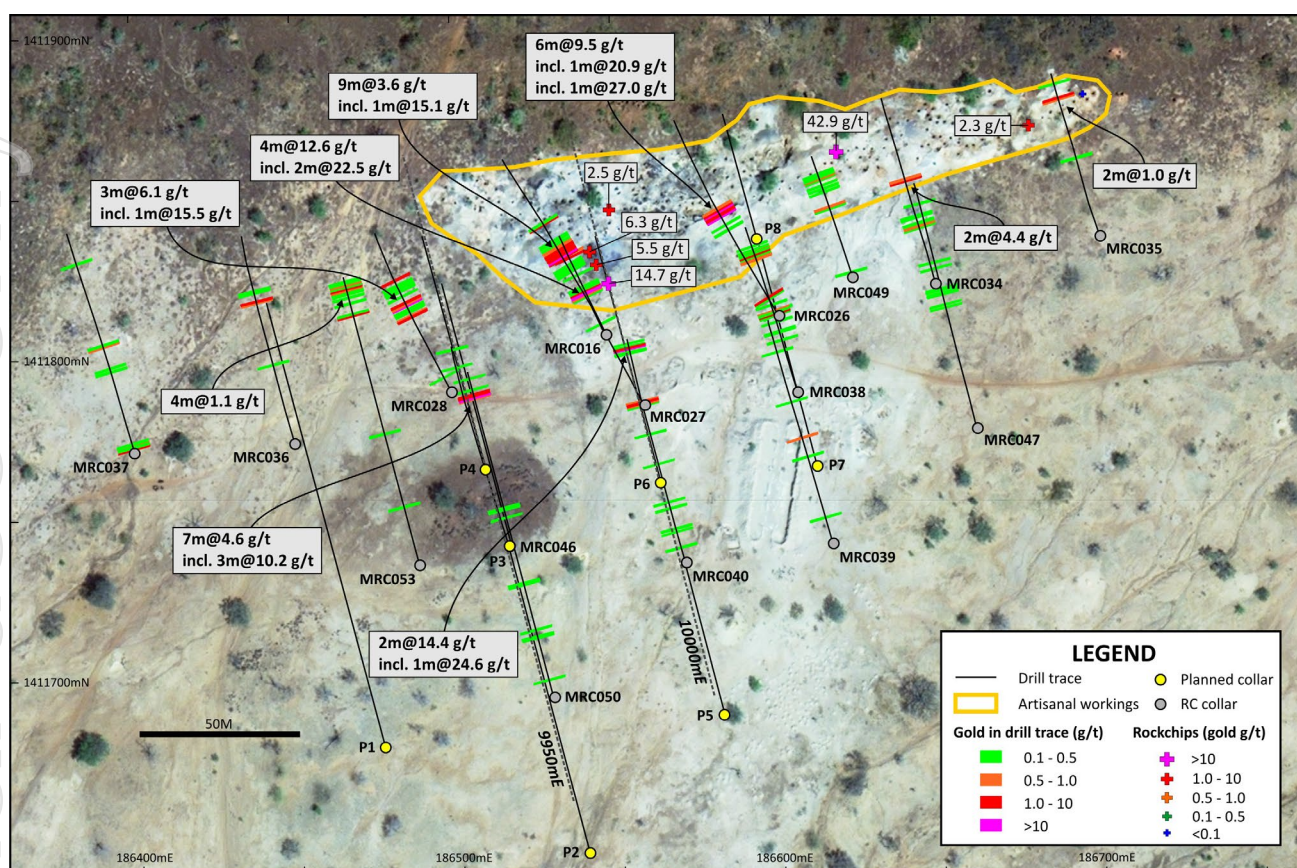 1411900mN
6m@9.5 g/t
incl. 1m@20.9 g/t
incl. 1m@27.0 g/t
9m@3.6 g/t
incl. 1m@15.1 g/t
42.9 g/t
2.3 g/t
4m@12.6 g/t
incl. 2m@22.5 g/t
2.5 g/t
2m@1.0 g/t
3m@6.1 g/t
incl. 1m@15.5 g/t
6.3 g/t
5.5 g/t
14.7 g/t
P8
2m@4.4 g/t
MRC035
MRC049
MRC034
MRC026
MRC016
1411800mN
4m@1.1 g/t
MRC028
MRC027
MRC038
MRC047
MRC037
MRC036
P4
P6
P7
7m@4.6 g/t
incl. 3m@10.2 g/t
MRC046
P3
MRC039
MRC053
MRC040
2m@14.4 g/t
incl. 1m@24.6 g/t
10000mE
1411700mN
MRC050
50M
P1
P5
9950mE
P2
LEGEND
Drill trace
Planned collar
Artisanal workings
RC collar
Gold in drill trace (g/t)
0.1 - 0.5
0.5 - 1.0
1.0 - 10
>10
Rockchips (gold g/t)
>10
1.0 - 10
0.5 - 1.0
0.1 - 0.5
<0.1
186400mE
186500mE
186600mE
186700mE